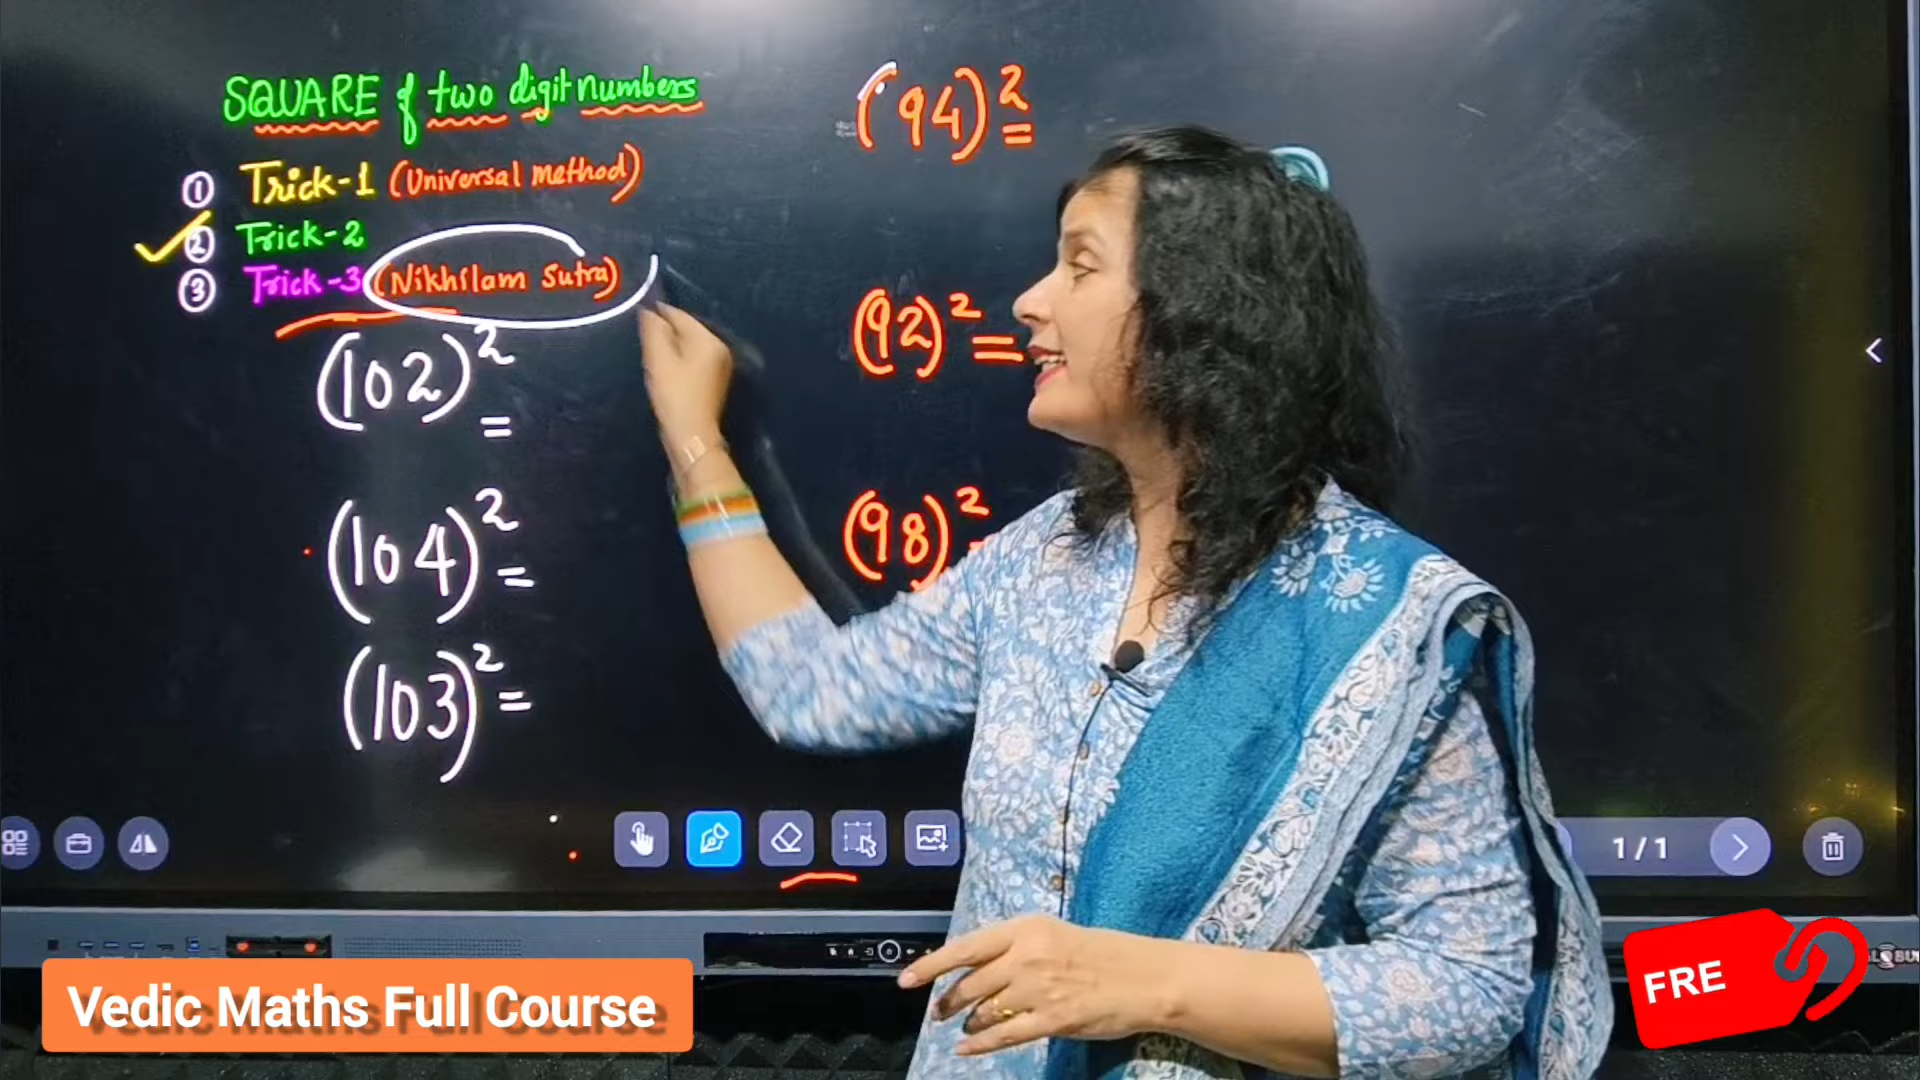 SQUARE of two digit numbers
① Trick-1 (Universal method)
② Trick-2
③ Trick-3 (Nikhilam Sutra)
(102)² =
(104)² =
(103)² =
(94)² =
(92)² =
(98)² =
1/1
Vedic Maths Full Course
FRE